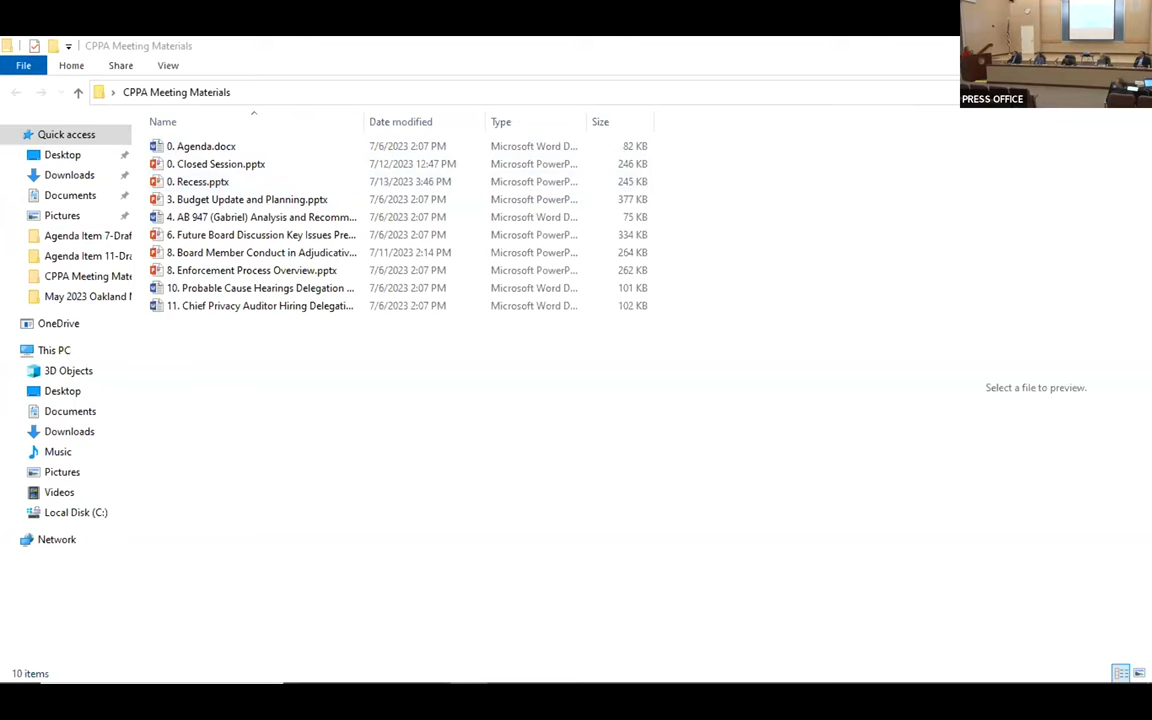 CPPA Meeting Materials
File Home Share View
CPPA Meeting Materials
PRESS OFFICE
Name Date modified Type Size
Quick access
Desktop
Downloads
Documents
Pictures
Agenda Item 7-Draf
Agenda Item 11-Dra
CPPA Meeting Mate
May 2023 Oakland M
OneDrive
This PC
3D Objects
Desktop
Documents
Downloads
Music
Pictures
Videos
Local Disk (C:)
Network
0. Agenda.docx 7/6/2023 2:07 PM Microsoft Word D... 82 KB
0. Closed Session.pptx 7/12/2023 12:47 PM Microsoft PowerP... 246 KB
0. Recess.pptx 7/13/2023 3:46 PM Microsoft PowerP... 245 KB
3. Budget Update and Planning.pptx 7/6/2023 2:07 PM Microsoft PowerP... 377 KB
4. AB 947 (Gabriel) Analysis and Recomm... 7/6/2023 2:07 PM Microsoft Word D... 75 KB
6. Future Board Discussion Key Issues Pre... 7/6/2023 2:07 PM Microsoft PowerP... 334 KB
8. Board Member Conduct in Adjudicativ... 7/11/2023 2:14 PM Microsoft PowerP... 264 KB
8. Enforcement Process Overview.pptx 7/6/2023 2:07 PM Microsoft PowerP... 262 KB
10. Probable Cause Hearings Delegation ... 7/6/2023 2:07 PM Microsoft Word D... 101 KB
11. Chief Privacy Auditor Hiring Delegati... 7/6/2023 2:07 PM Microsoft Word D... 102 KB
Select a file to preview.
10 items